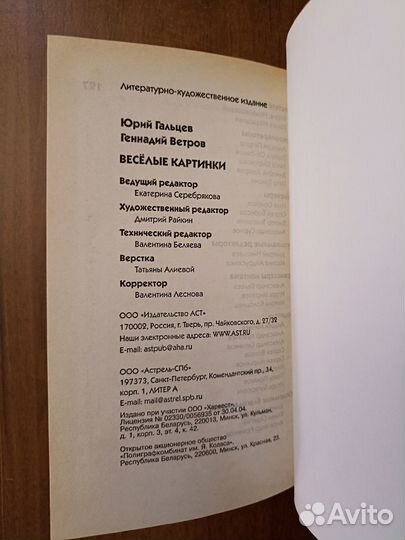 Литературно-художественное издание
Юрий Гальцев
Геннадий Ветров
ВЕСЁЛЫЕ КАРТИНКИ
Ведущий редактор
Екатерина Серебрякова
Художественный редактор
Дмитрий Райкин
Технический редактор
Валентина Беляева
Верстка
Татьяны Алиевой
Корректор
Валентина Леснова
ООО «Издательство АСТ»
170002, Россия, г. Тверь, пр. Чайковского, д. 27/32
Наши электронные адреса: WWW.AST.RU
E-mail: astpub@aha.ru
ООО «Астрель-СПб»
197373, Санкт-Петербург, Комендантский пр., 34,
корп. 1, ЛИТЕР А
E-mail: mail@astrel.spb.ru
Издано при участии ООО «Харвест».
Лицензия № 02330/0056935 от 30.04.04.
Республика Беларусь, 220013, Минск, ул. Кульман,
д. 1, корп. 3, эт. 4, к. 42.
Открытое акционерное общество
«Полиграфкомбинат им. Я. Коласа».
Республика Беларусь, 220600, Минск, ул. Красная, 23.
Avito